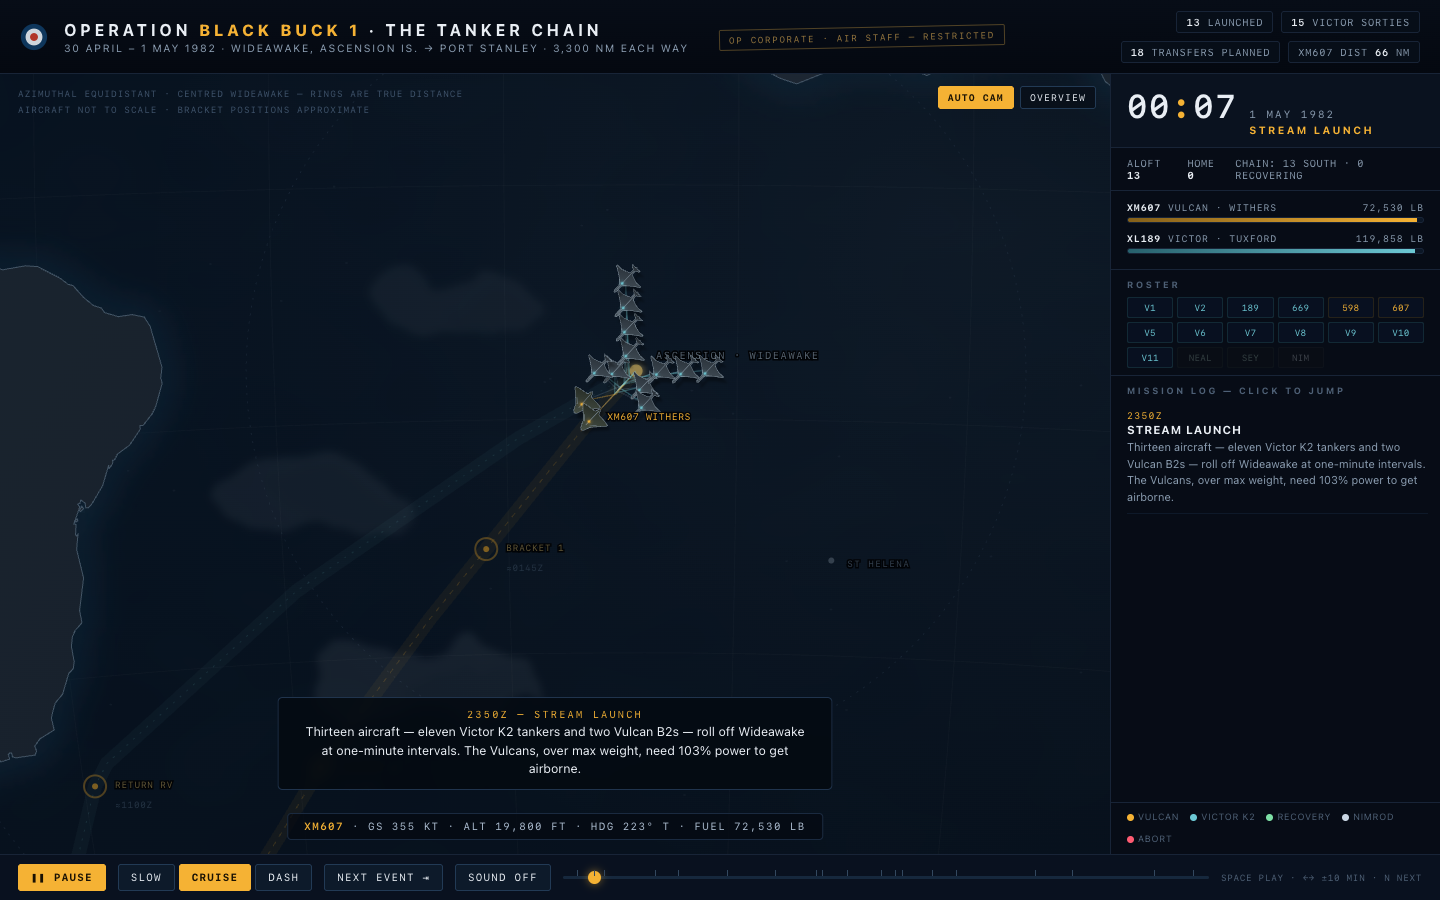 OPERATION BLACK BUCK 1 · THE TANKER CHAIN
30 APRIL – 1 MAY 1982 · WIDEAWAKE, ASCENSION IS. → PORT STANLEY · 3,300 NM EACH WAY
OP CORPORATE · AIR STAFF — RESTRICTED
13 LAUNCHED
15 VICTOR SORTIES
18 TRANSFERS PLANNED
XM607 DIST 66 NM
AZIMUTHAL EQUIDISTANT · CENTRED WIDEAWAKE — RINGS ARE TRUE DISTANCE
AIRCRAFT NOT TO SCALE · BRACKET POSITIONS APPROXIMATE
AUTO CAM
OVERVIEW
ASCENSION · WIDEAWAKE
XM607 WITHERS
BRACKET 1
≈0145Z
ST HELENA
RETURN RV
≈1100Z
2350Z — STREAM LAUNCH
Thirteen aircraft — eleven Victor K2 tankers and two Vulcan B2s — roll off Wideawake
at one-minute intervals. The Vulcans, over max weight, need 103% power to get
airborne.
XM607 · GS 355 KT · ALT 19,800 FT · HDG 223° T · FUEL 72,530 LB
00:07
1 MAY 1982
STREAM LAUNCH
ALOFT 13
HOME 0
CHAIN: 13 SOUTH · 0
RECOVERING
XM607 VULCAN · WITHERS 72,530 LB
XL189 VICTOR · TUXFORD 119,858 LB
ROSTER
V1 V2 189 669 598 607
V5 V6 V7 V8 V9 V10
V11 NEAL SEY NIM
MISSION LOG — CLICK TO JUMP
2350Z
STREAM LAUNCH
Thirteen aircraft — eleven Victor K2 tankers and two
Vulcan B2s — roll off Wideawake at one-minute intervals.
The Vulcans, over max weight, need 103% power to get
airborne.
VULCAN VICTOR K2 RECOVERY NIMROD
ABORT
PAUSE
SLOW
CRUISE
DASH
NEXT EVENT ⇥
SOUND OFF
SPACE PLAY · ↔ ±10 MIN · N NEXT